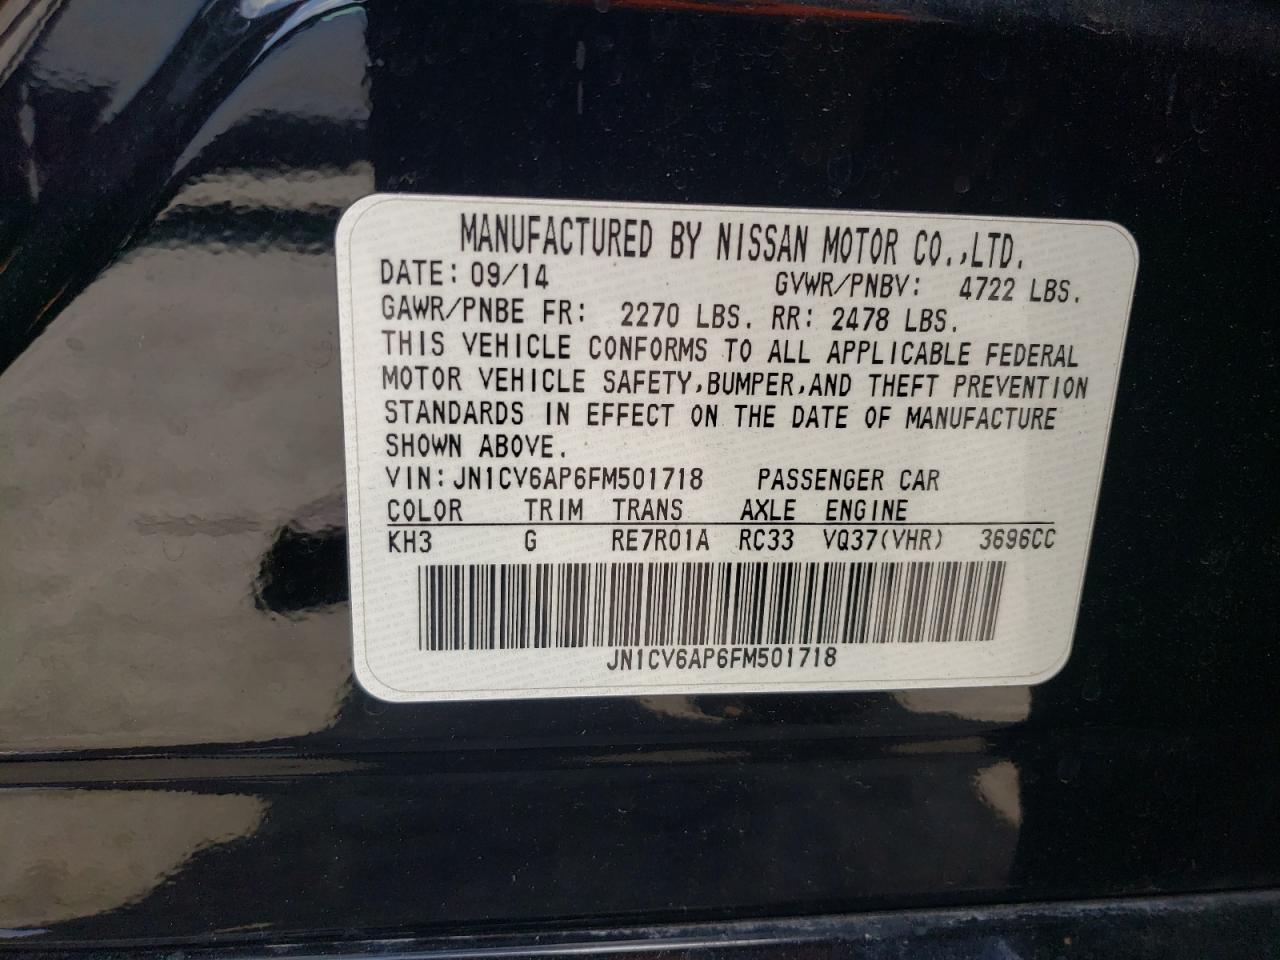 MANUFACTURED BY NISSAN MOTOR CO.,LTD.
DATE: 09/14 GVWR/PNBV: 4722 LBS.
GAWR/PNBE FR: 2270 LBS. RR: 2478 LBS.
THIS VEHICLE CONFORMS TO ALL APPLICABLE FEDERAL
MOTOR VEHICLE SAFETY,BUMPER,AND THEFT PREVENTION
STANDARDS IN EFFECT ON THE DATE OF MANUFACTURE
SHOWN ABOVE.
VIN:JN1CV6AP6FM501718 PASSENGER CAR
COLOR TRIM TRANS AXLE ENGINE
KH3 G RE7R01A RC33 VQ37(VHR) 3696CC
JN1CV6AP6FM501718